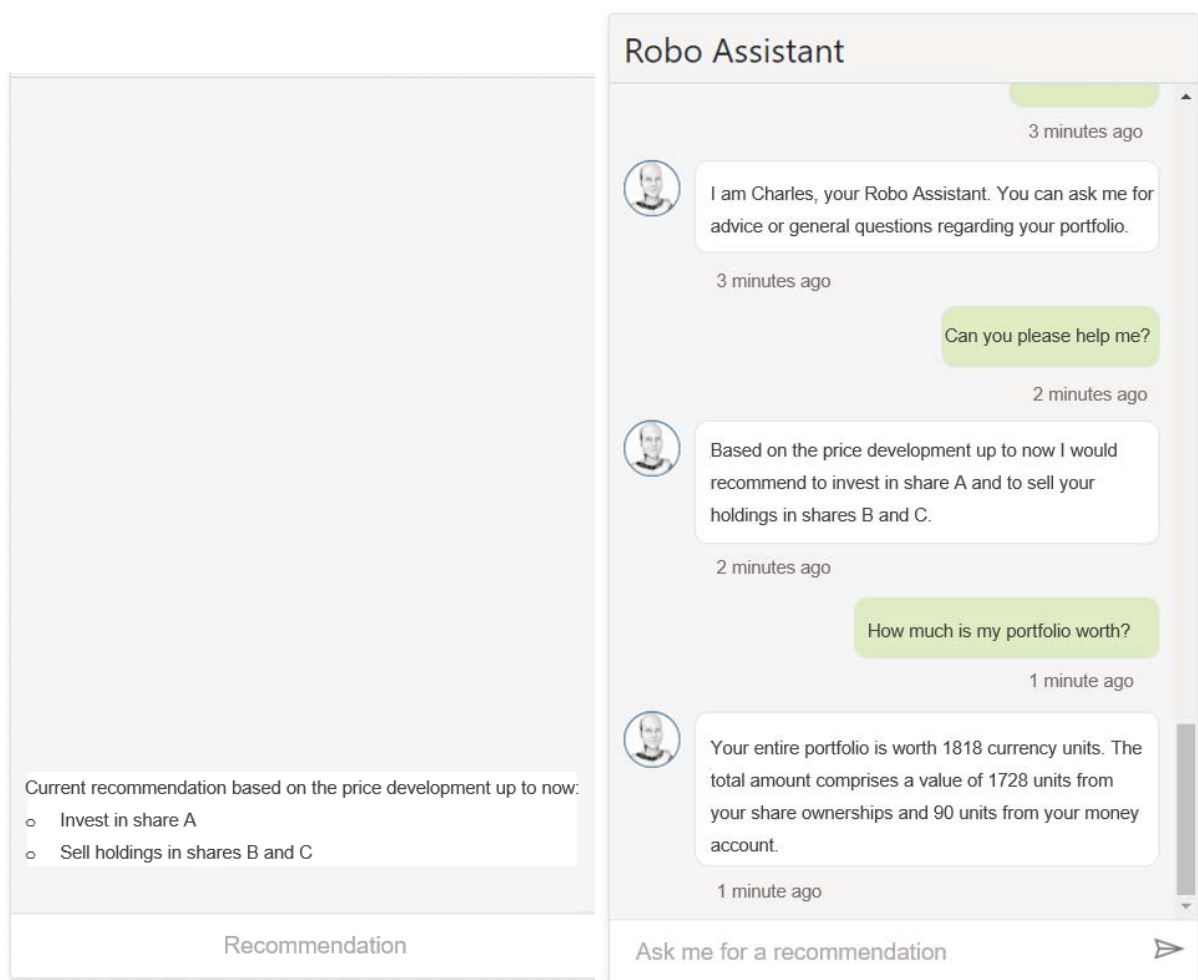 Current recommendation based on the price development up to now:
o Invest in share A
o Sell holdings in shares B and C
Recommendation
Robo Assistant
3 minutes ago
I am Charles, your Robo Assistant. You can ask me for
advice or general questions regarding your portfolio.
3 minutes ago
Can you please help me?
2 minutes ago
Based on the price development up to now I would
recommend to invest in share A and to sell your
holdings in shares B and C.
2 minutes ago
How much is my portfolio worth?
1 minute ago
Your entire portfolio is worth 1818 currency units. The
total amount comprises a value of 1728 units from
your share ownerships and 90 units from your money
account.
1 minute ago
Ask me for a recommendation